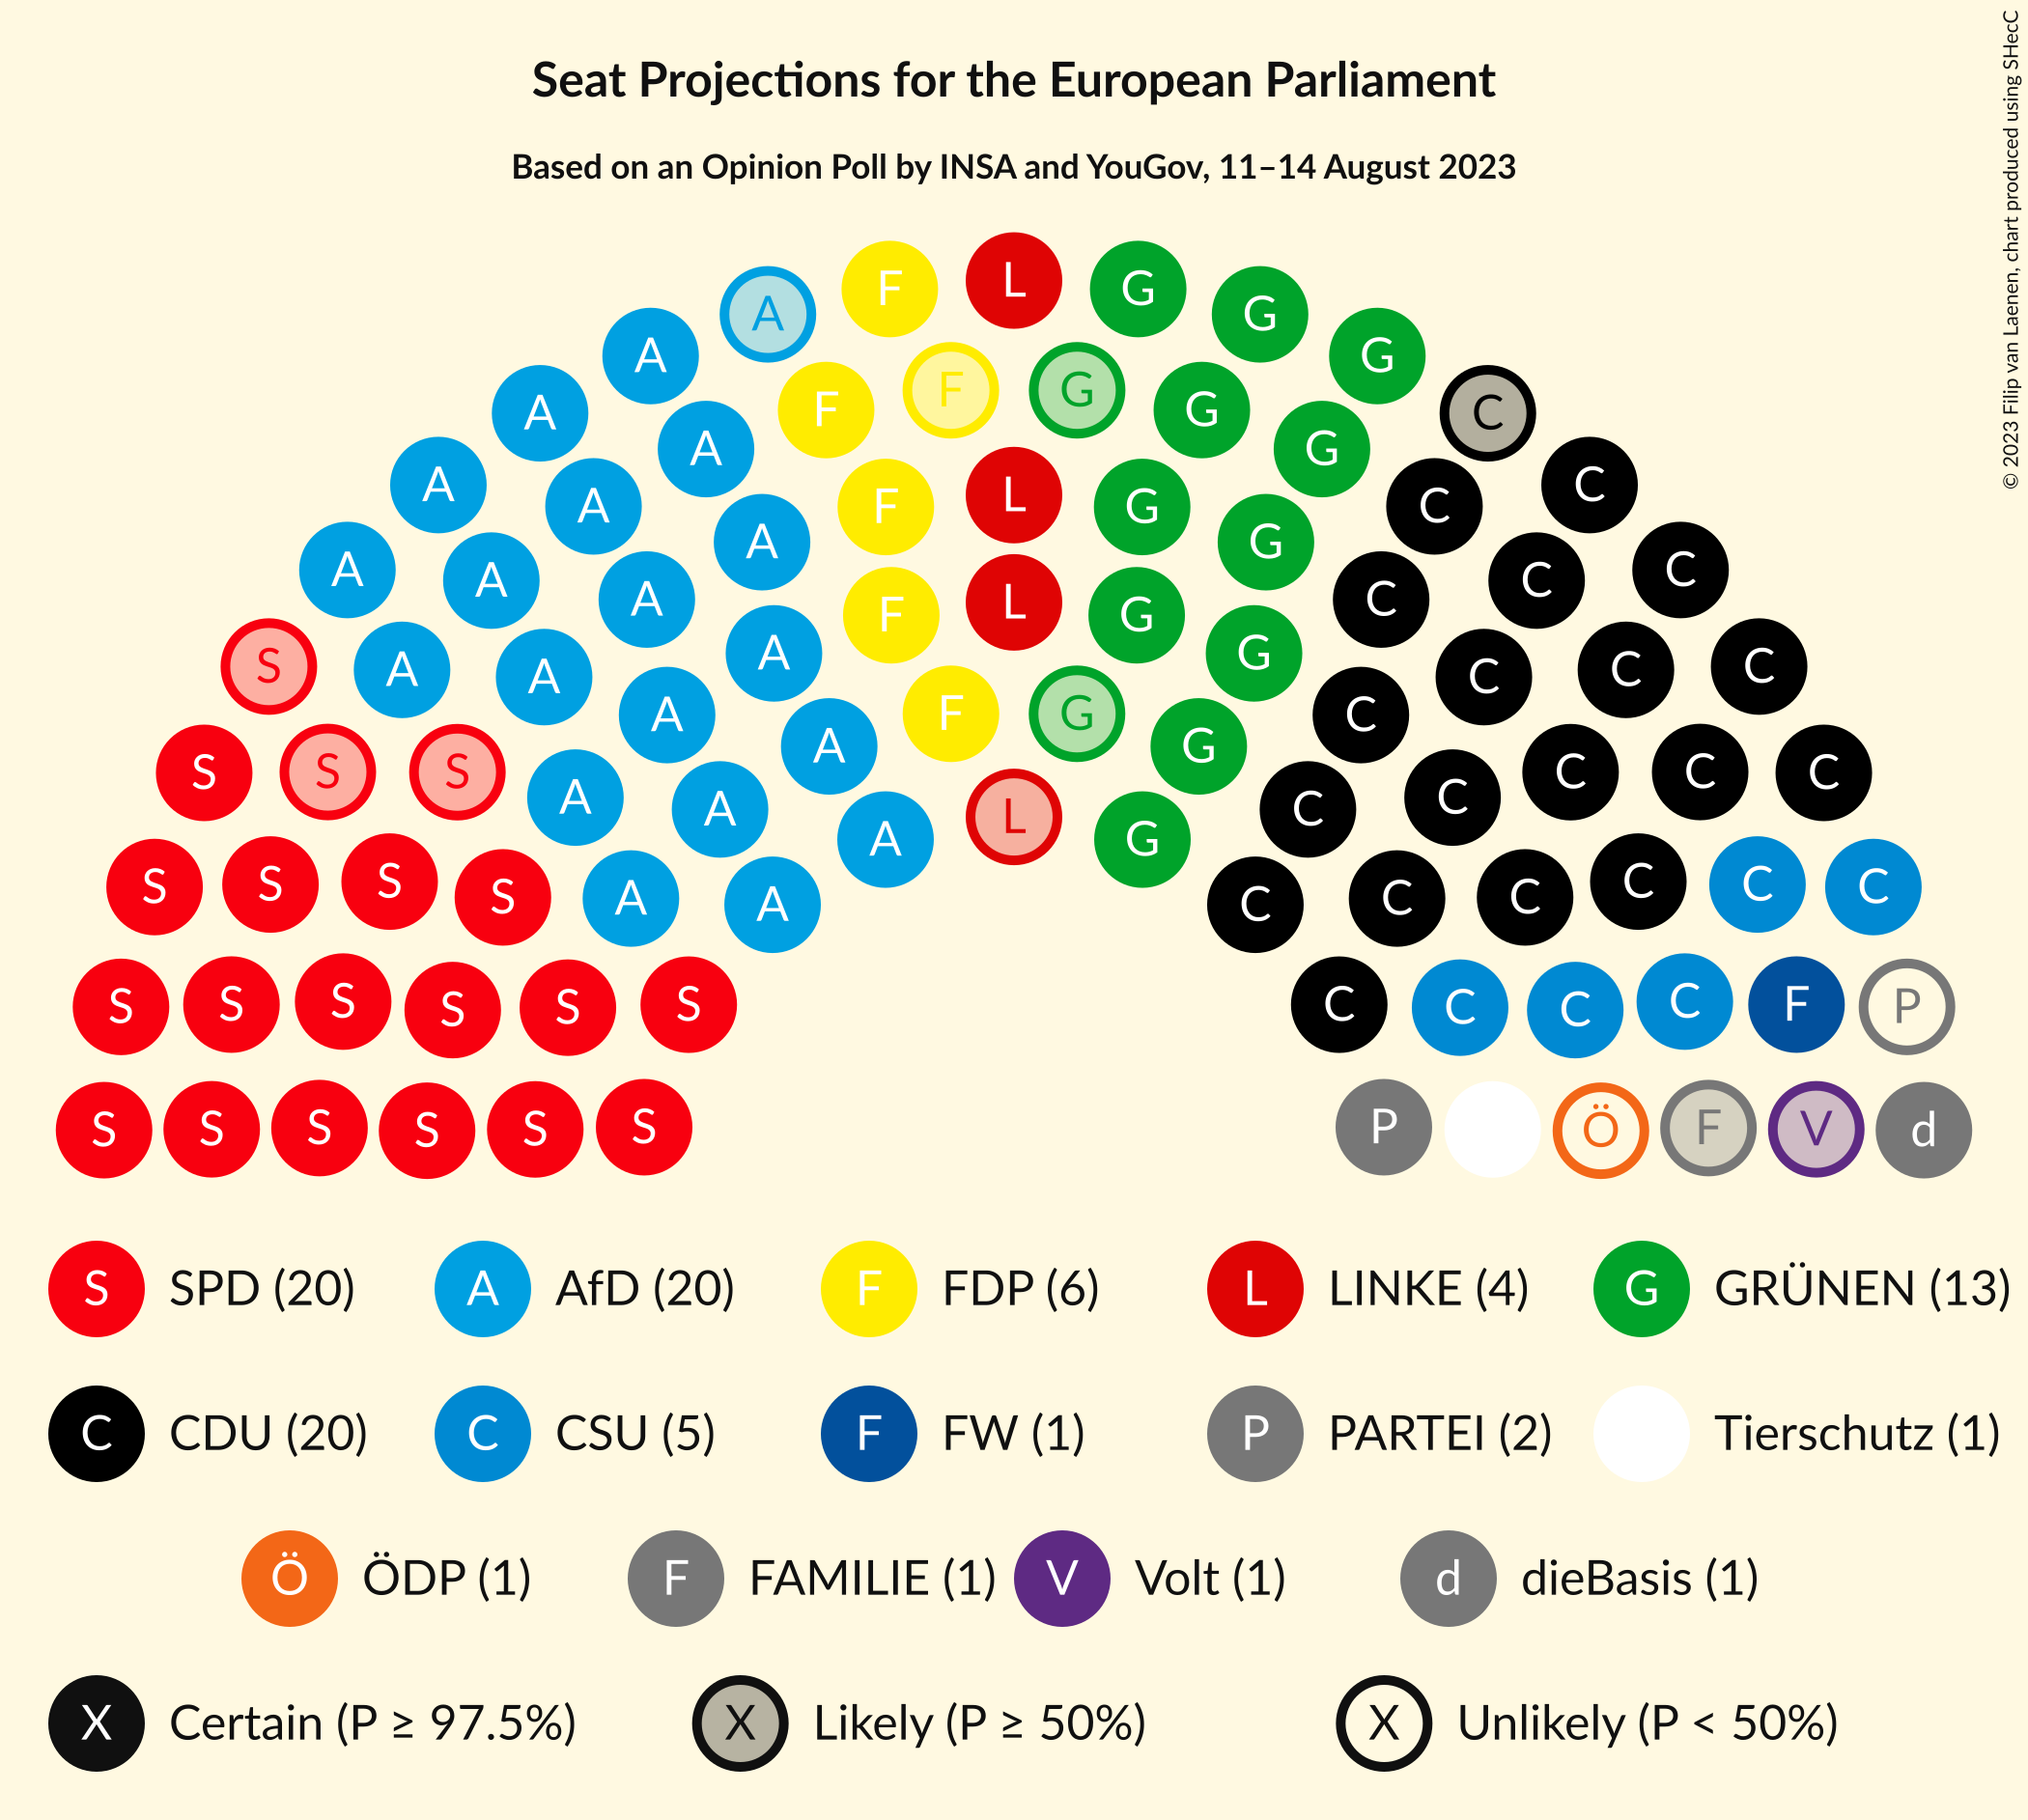 Seat Projections for the European Parliament
Based on an Opinion Poll by INSA and YouGov, 11–14 August 2023
© 2023 Filip van Laenen, chart produced using SHecC
A F L G G
A G
A F F G G C
A G
A A F L G C C
A G
A A A F L G C C C
S A A A G C C C
A F G C
S S S A G C C C
A A L C C
A G
S S S S A A C C C C C C
S S S S S S C C C C F P
S S S S S S P Ö F V d
S SPD (20) A AfD (20) F FDP (6) L LINKE (4) G GRÜNEN (13)
C CDU (20) C CSU (5) F FW (1) P PARTEI (2) Tierschutz (1)
Ö ÖDP (1) F FAMILIE (1) V Volt (1) d dieBasis (1)
X Certain (P ≥ 97.5%) X Likely (P ≥ 50%) X Unlikely (P < 50%)